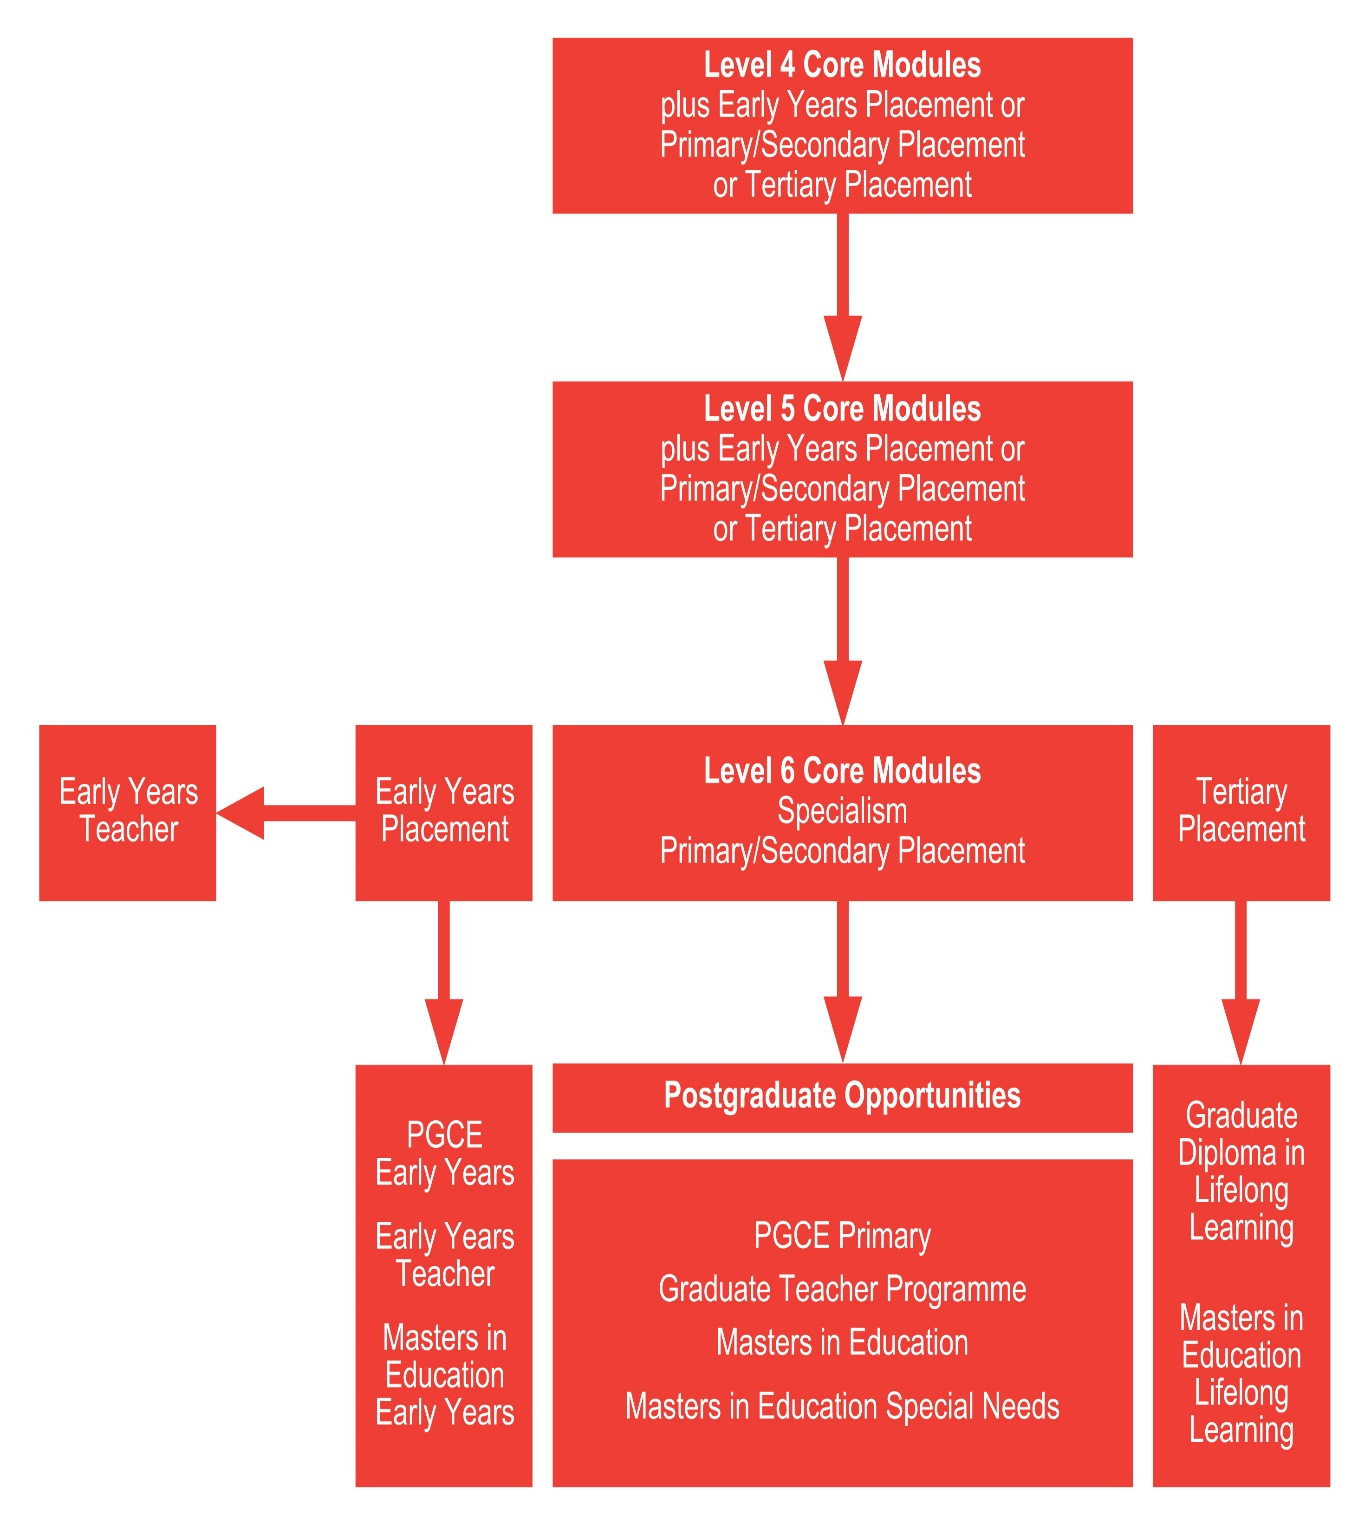 Level 4 Core Modules
plus Early Years Placement or
Primary/Secondary Placement
or Tertiary Placement
Level 5 Core Modules
plus Early Years Placement or
Primary/Secondary Placement
or Tertiary Placement
Early Years
Teacher
Early Years
Placement
Level 6 Core Modules
Specialism
Primary/Secondary Placement
Tertiary
Placement
PGCE
Early Years
Early Years
Teacher
Masters in
Education
Early Years
Postgraduate Opportunities
PGCE Primary
Graduate Teacher Programme
Masters in Education
Masters in Education Special Needs
Graduate
Diploma in
Lifelong
Learning
Masters in
Education
Lifelong
Learning